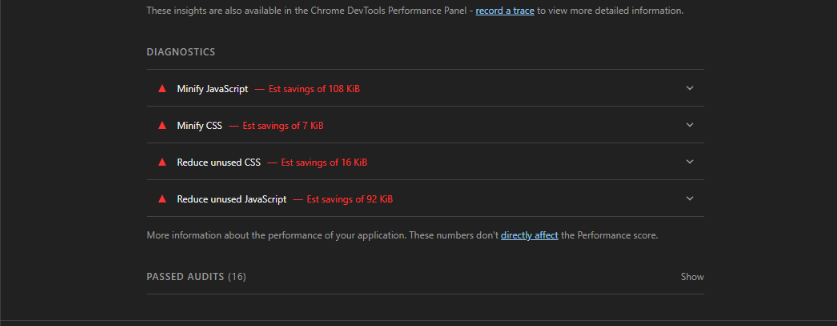 These insights are also available in the Chrome DevTools Performance Panel - record a trace to view more detailed information.
DIAGNOSTICS
Minify JavaScript — Est savings of 108 KiB
Minify CSS — Est savings of 7 KiB
Reduce unused CSS — Est savings of 16 KiB
Reduce unused JavaScript — Est savings of 92 KiB
More information about the performance of your application. These numbers don't directly affect the Performance score.
PASSED AUDITS (16) Show